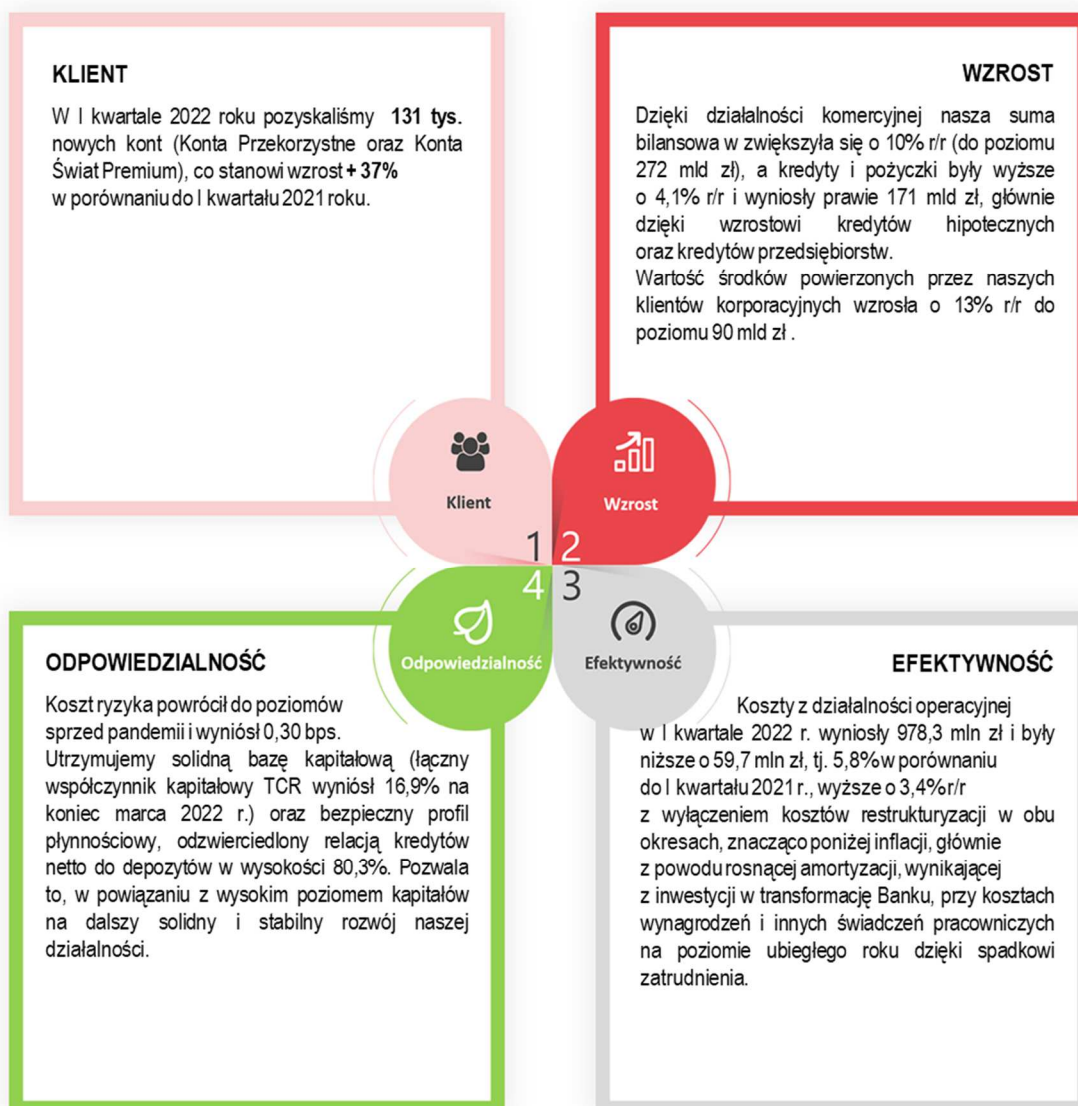 KLIENT
W I kwartale 2022 roku pozyskaliśmy 131 tys.
nowych kont (Konta Przekorzystne oraz Konta
Świat Premium), co stanowi wzrost + 37%
w porównaniu do I kwartału 2021 roku.
WZROST
Dzięki działalności komercyjnej nasza suma
bilansowa w zwiększyła się o 10% r/r (do poziomu
272 mld zł), a kredyty i pożyczki były wyższe
o 4,1% r/r i wyniosły prawie 171 mld zł, głównie
dzięki wzrostowi kredytów hipotecznych
oraz kredytów przedsiębiorstw.
Wartość środków powierzonych przez naszych
klientów korporacyjnych wzrosła o 13% r/r do
poziomu 90 mld zł .
Klient
Wzrost
1 2
4 3
Odpowiedzialność
Efektywność
ODPOWIEDZIALNOŚĆ
Koszt ryzyka powrócił do poziomów
sprzed pandemii i wyniósł 0,30 bps.
Utrzymujemy solidną bazę kapitałową (łączny
współczynnik kapitałowy TCR wyniósł 16,9% na
koniec marca 2022 r.) oraz bezpieczny profil
płynnościowy, odzwierciedlony relacją kredytów
netto do depozytów w wysokości 80,3%. Pozwala
to, w powiązaniu z wysokim poziomem kapitałów
na dalszy solidny i stabilny rozwój naszej
działalności.
EFEKTYWNOŚĆ
Koszty z działalności operacyjnej
w I kwartale 2022 r. wyniosły 978,3 mln zł i były
niższe o 59,7 mln zł, tj. 5,8% w porównaniu
do I kwartału 2021 r., wyższe o 3,4% r/r
z wyłączeniem kosztów restrukturyzacji w obu
okresach, znacząco poniżej inflacji, głównie
z powodu rosnącej amortyzacji, wynikającej
z inwestycji w transformację Banku, przy kosztach
wynagrodzeń i innych świadczeń pracowniczych
na poziomie ubiegłego roku dzięki spadkowi
zatrudnienia.